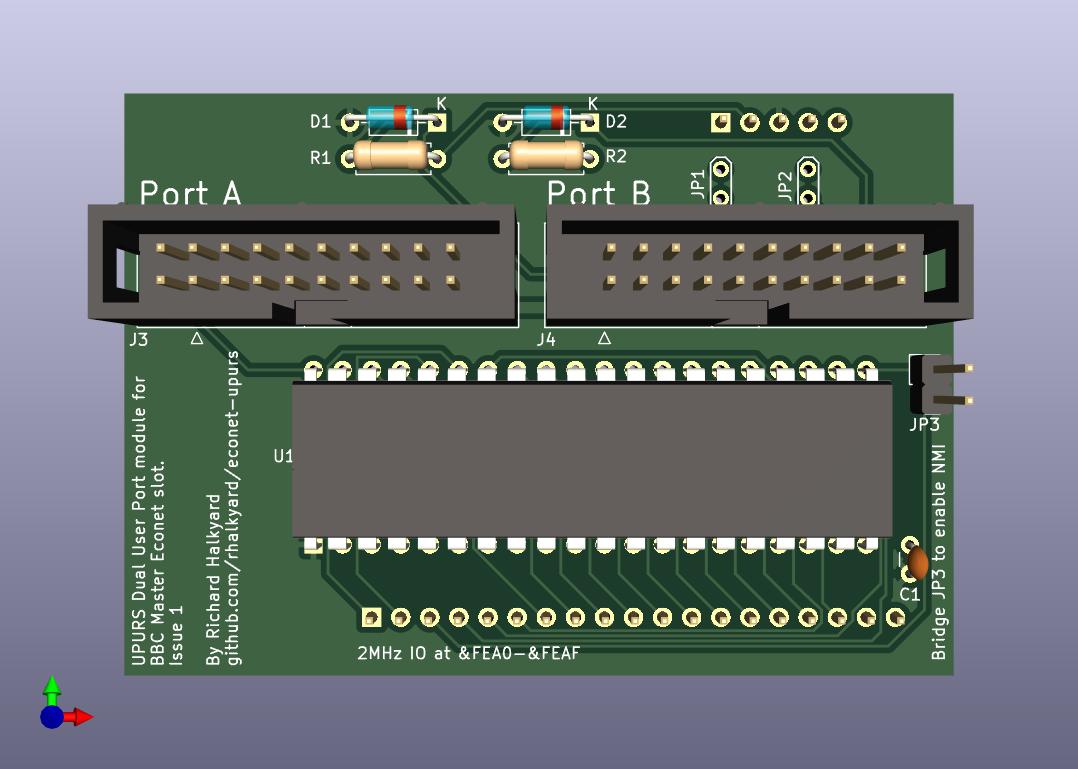 K
K
D1
D2
R1
R2
JP1
JP2
Port A
Port B
J3
J4
JP3
U1
UPURS Dual User Port module for
BBC Master Econet slot.
Issue 1
By Richard Halkyard
github.com/rhalkyard/econet-upurs
Bridge JP3 to enable NMI
C1
2MHz IO at &FEA0-&FEAF